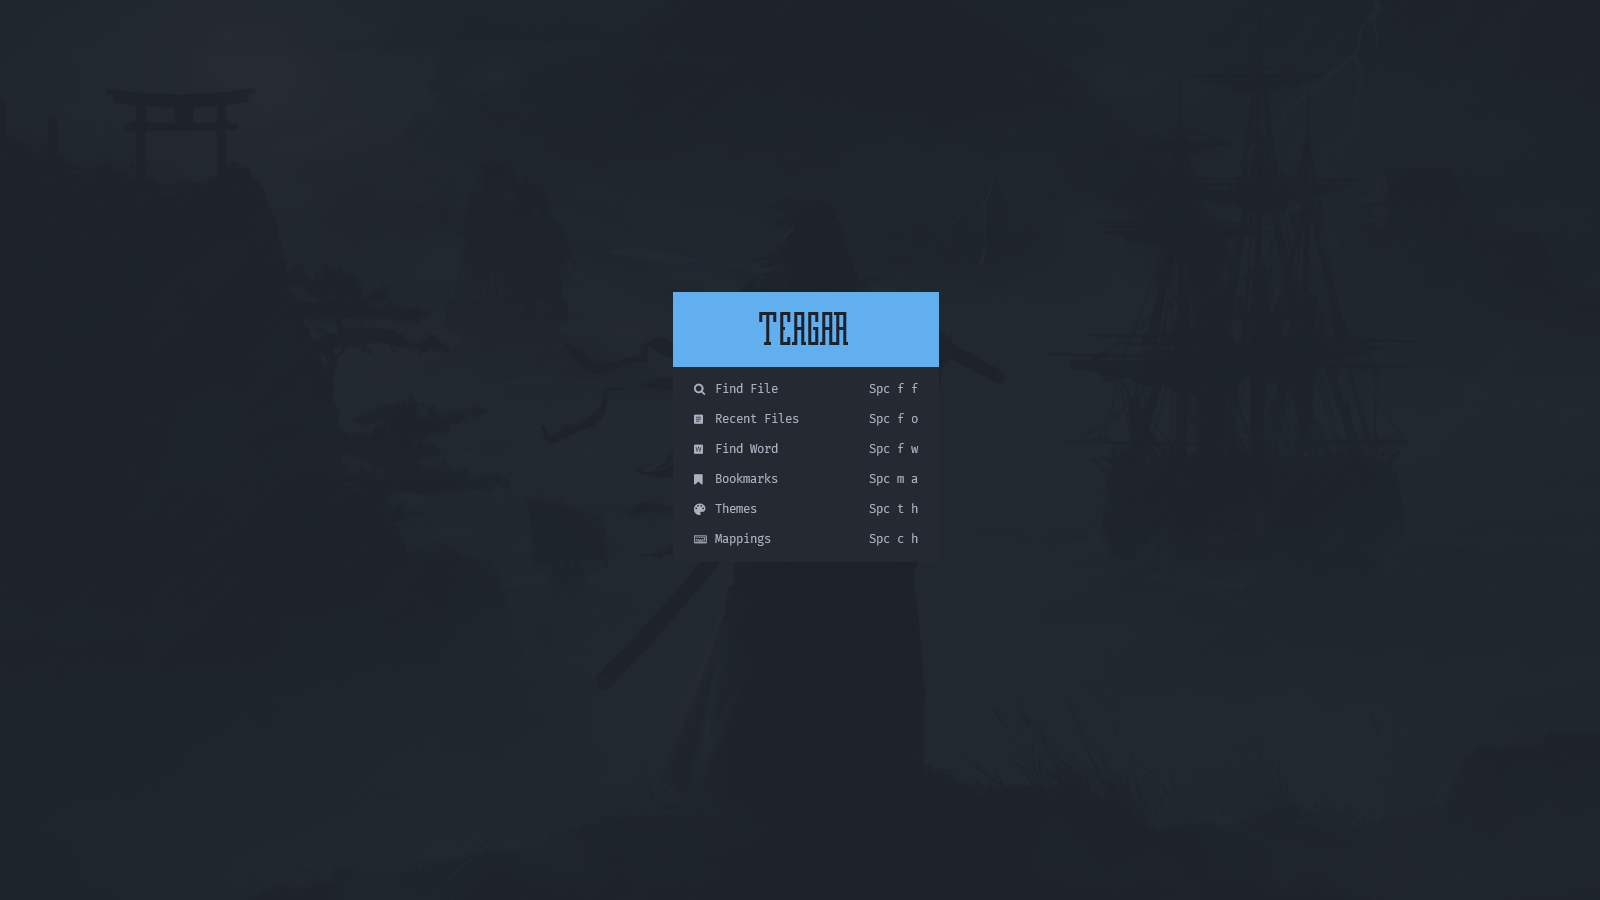 TEAGAA
Find File Spc f f
Recent Files Spc f o
Find Word Spc f w
Bookmarks Spc m a
Themes Spc t h
Mappings Spc c h